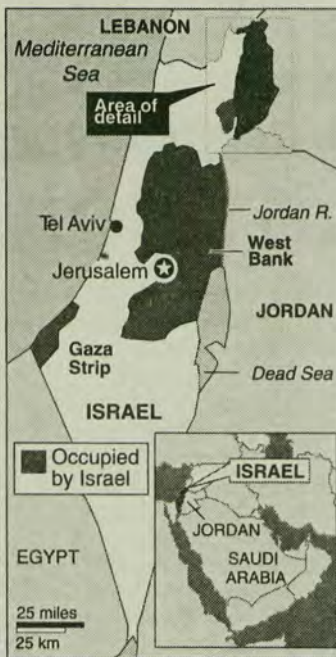 LEBANON
Mediterranean
Sea
Area of
detail
Tel Aviv
Jordan R.
West
Bank
Jerusalem
JORDAN
Gaza
Strip
Dead Sea
ISRAEL
Occupied
by Israel
ISRAEL
JORDAN
SAUDI
ARABIA
EGYPT
25 miles
25 km